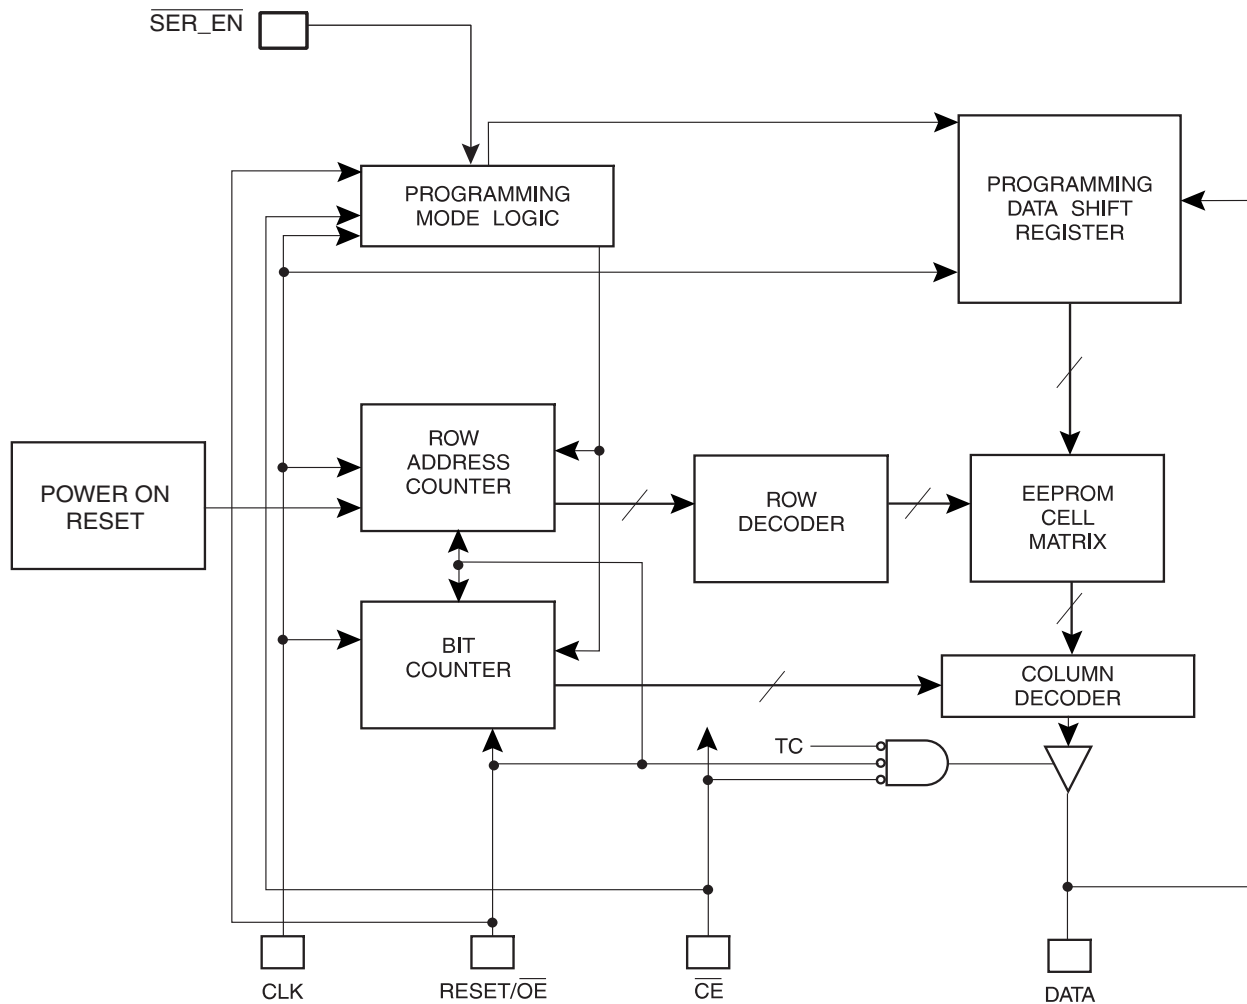 SER_EN
PROGRAMMING
MODE LOGIC
PROGRAMMING
DATA SHIFT
REGISTER
ROW
ADDRESS
COUNTER
POWER ON
RESET
ROW
DECODER
EEPROM
CELL
MATRIX
BIT
COUNTER
COLUMN
DECODER
TC
CLK
RESET/OE
CE
DATA